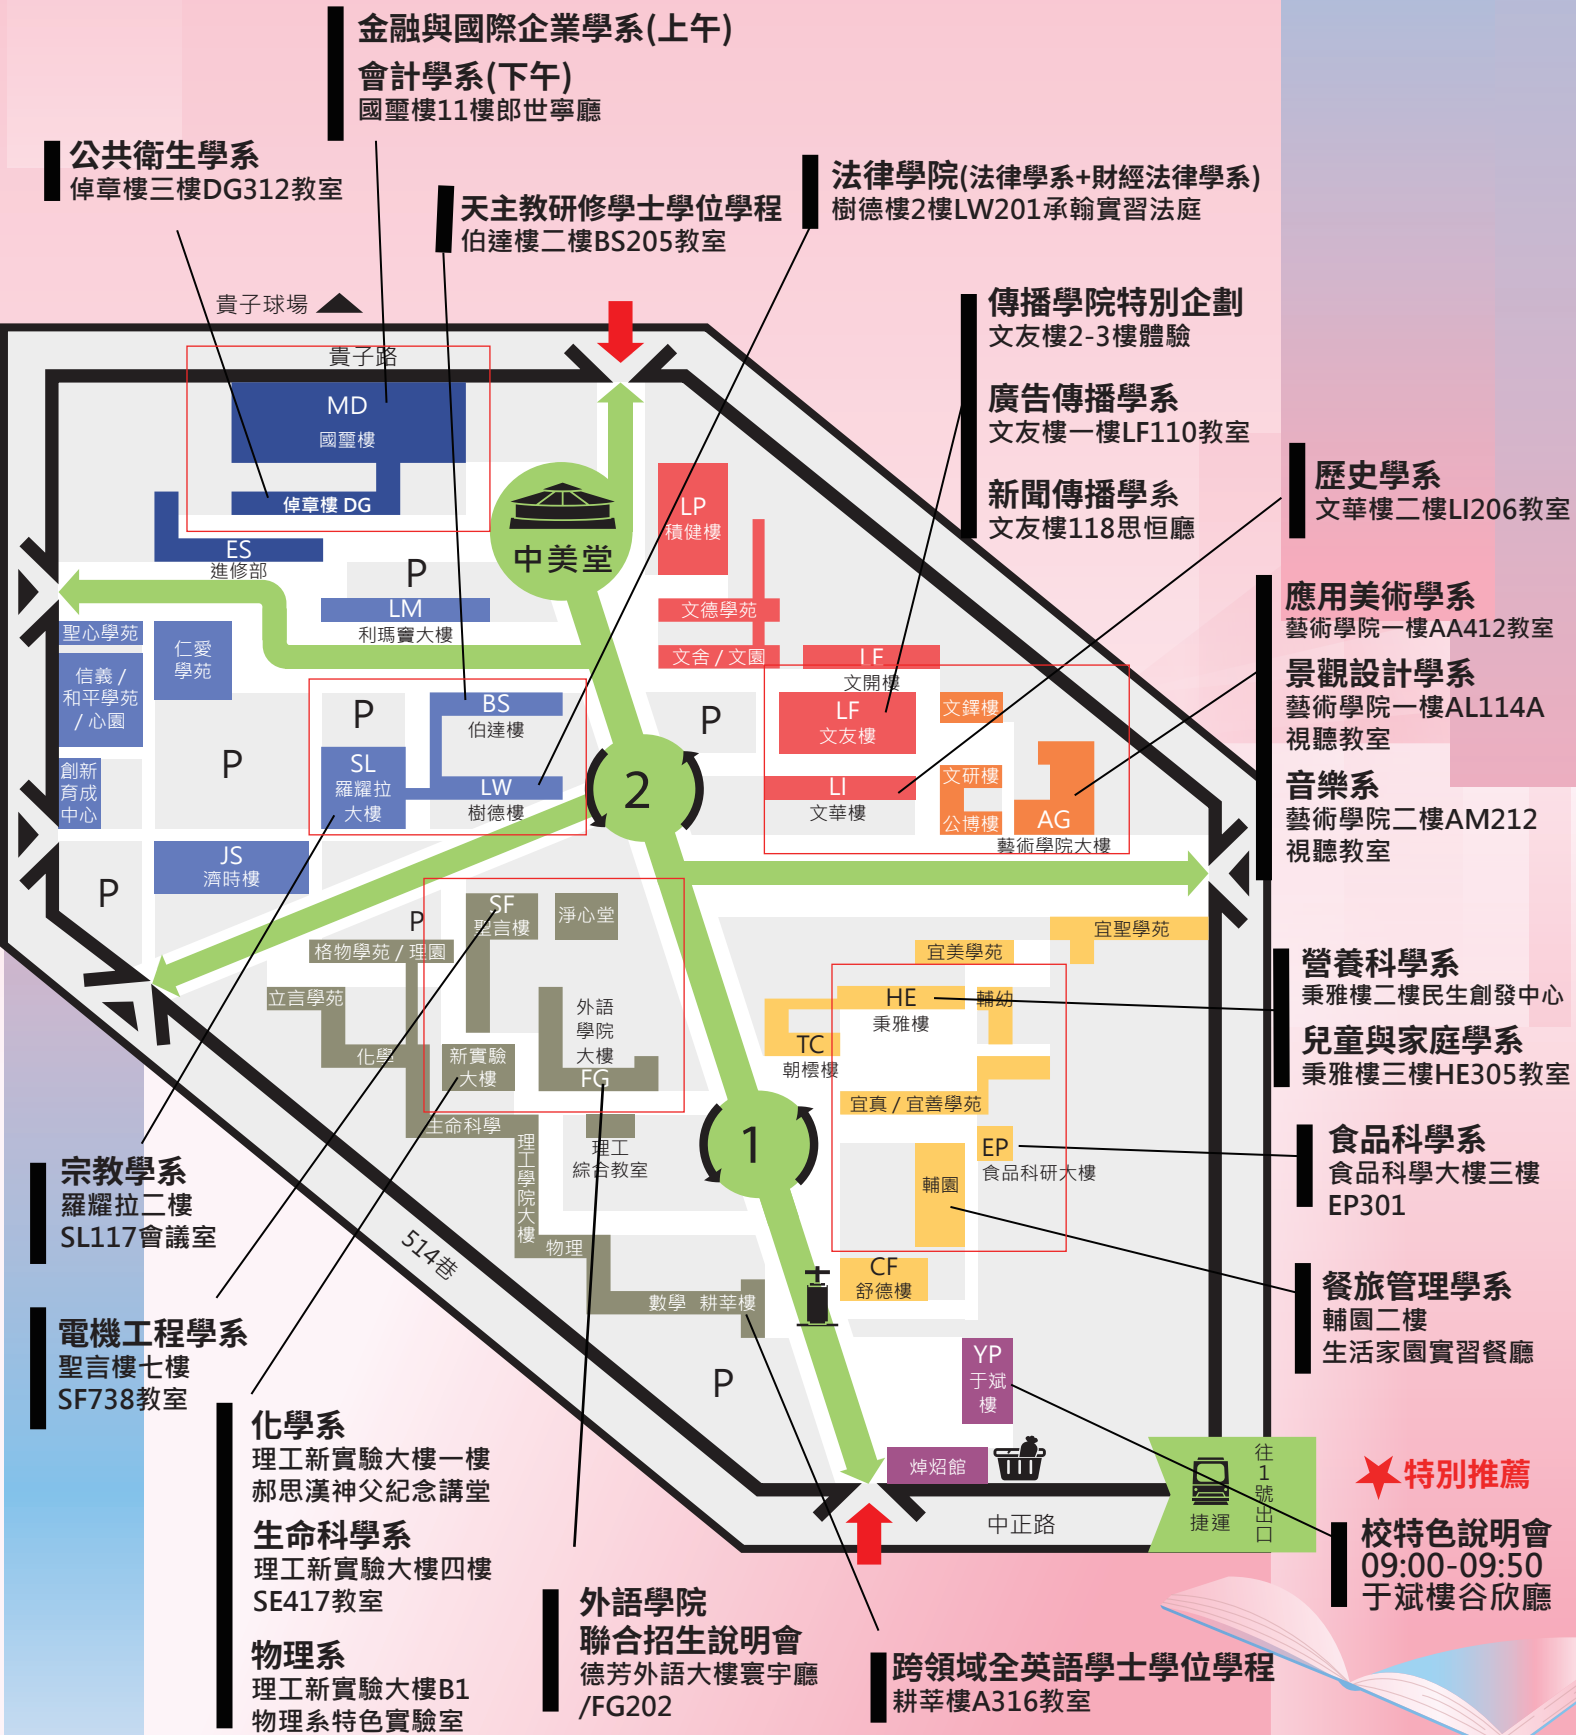 金融與國際企業學系(上午)
會計學系(下午)
國璽樓11樓郎世寧廳
公共衛生學系
倬章樓三樓DG312教室
天主教研修學士學位學程
伯達樓二樓BS205教室
法律學院(法律學系+財經法律學系)
樹德樓2樓LW201承翰實習法庭
傳播學院特別企劃
文友樓2-3樓體驗
廣告傳播學系
文友樓一樓LF110教室
新聞傳播學系
文友樓118思恒廳
歷史學系
文華樓二樓LI206教室
應用美術學系
藝術學院一樓AA412教室
景觀設計學系
藝術學院一樓AL114A
視聽教室
音樂系
藝術學院二樓AM212
視聽教室
貴子球場
貴子路
MD
國璽樓
倬章樓 DG
ES
進修部
中美堂
LP
積健樓
P
LM
利瑪竇大樓
文德學苑
文舍 / 文園
LE
文開樓
聖心學苑
仁愛
學苑
信義 /
和平學苑
/ 心園
P
BS
伯達樓
P
LF
文友樓
文鐸樓
P
SL
羅耀拉
大樓
LW
樹德樓
2
LI
文華樓
文研樓
公博樓
AG
藝術學院大樓
創新
育成
中心
JS
濟時樓
P
P
SF
聖言樓
淨心堂
格物學苑 / 理園
立言學苑
外語
學院
大樓
FG
化學
新實驗
大樓
生命科學
理工學院大樓
理工
綜合教室
物理
數學 耕莘樓
宜聖學苑
宜美學苑
HE
秉雅樓
輔幼
TC
朝橒樓
宜真 / 宜善學苑
1
EP
食品科研大樓
輔園
CF
舒德樓
514巷
P
YP
于斌
樓
焯炤館
中正路
捷運
往1號出口
營養科學系
秉雅樓二樓民生創發中心
兒童與家庭學系
秉雅樓三樓HE305教室
食品科學系
食品科學大樓三樓
EP301
餐旅管理學系
輔園二樓
生活家園實習餐廳
特別推薦
校特色說明會
09:00-09:50
于斌樓谷欣廳
宗教學系
羅耀拉二樓
SL117會議室
電機工程學系
聖言樓七樓
SF738教室
化學系
理工新實驗大樓一樓
郝思漢神父紀念講堂
生命科學系
理工新實驗大樓四樓
SE417教室
物理系
理工新實驗大樓B1
物理系特色實驗室
外語學院
聯合招生說明會
德芳外語大樓寰宇廳
/FG202
跨領域全英語學士學位學程
耕莘樓A316教室